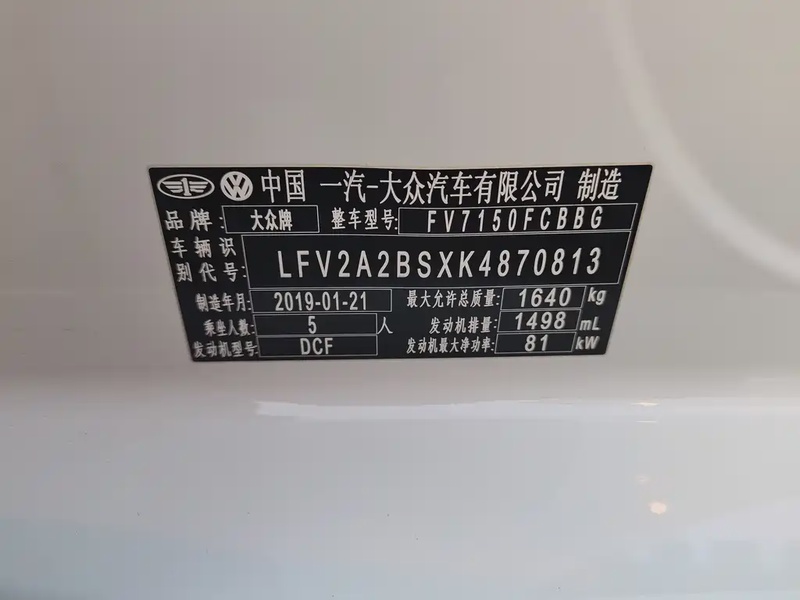 中国 一汽-大众汽车有限公司 制造
品牌: 大众牌 整车型号: FV7150FCBBG
车辆识别代号: LFV2A2BSXK4870813
制造年月: 2019-01-21 最大允许总质量: 1640 kg
乘坐人数: 5 人 发动机排量: 1498 mL
发动机型号: DCF 发动机最大净功率: 81 kW